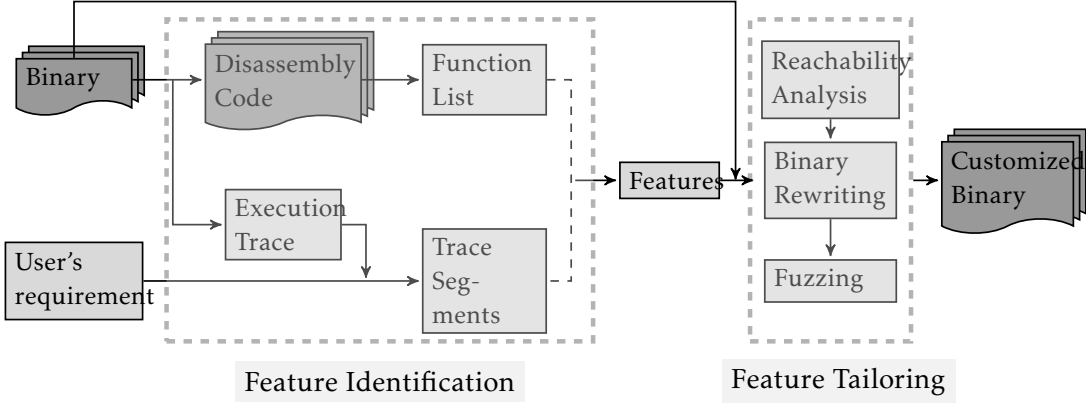 Binary
Disassembly
Code
Function
List
Execution
Trace
User's
requirement
Trace
Seg-
ments
Feature Identification
Features
Reachability
Analysis
Binary
Rewriting
Fuzzing
Feature Tailoring
Customized
Binary